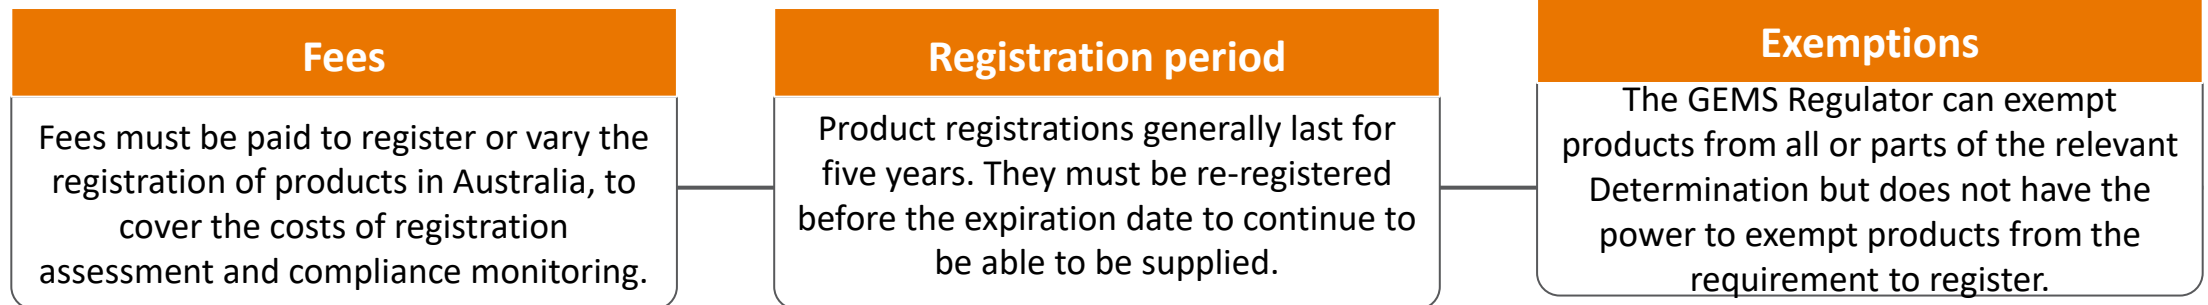 Fees
Fees must be paid to register or vary the
registration of products in Australia, to
cover the costs of registration
assessment and compliance monitoring.
Registration period
Product registrations generally last for
five years. They must be re-registered
before the expiration date to continue to
be able to be supplied.
Exemptions
The GEMS Regulator can exempt
products from all or parts of the relevant
Determination but does not have the
power to exempt products from the
requirement to register.